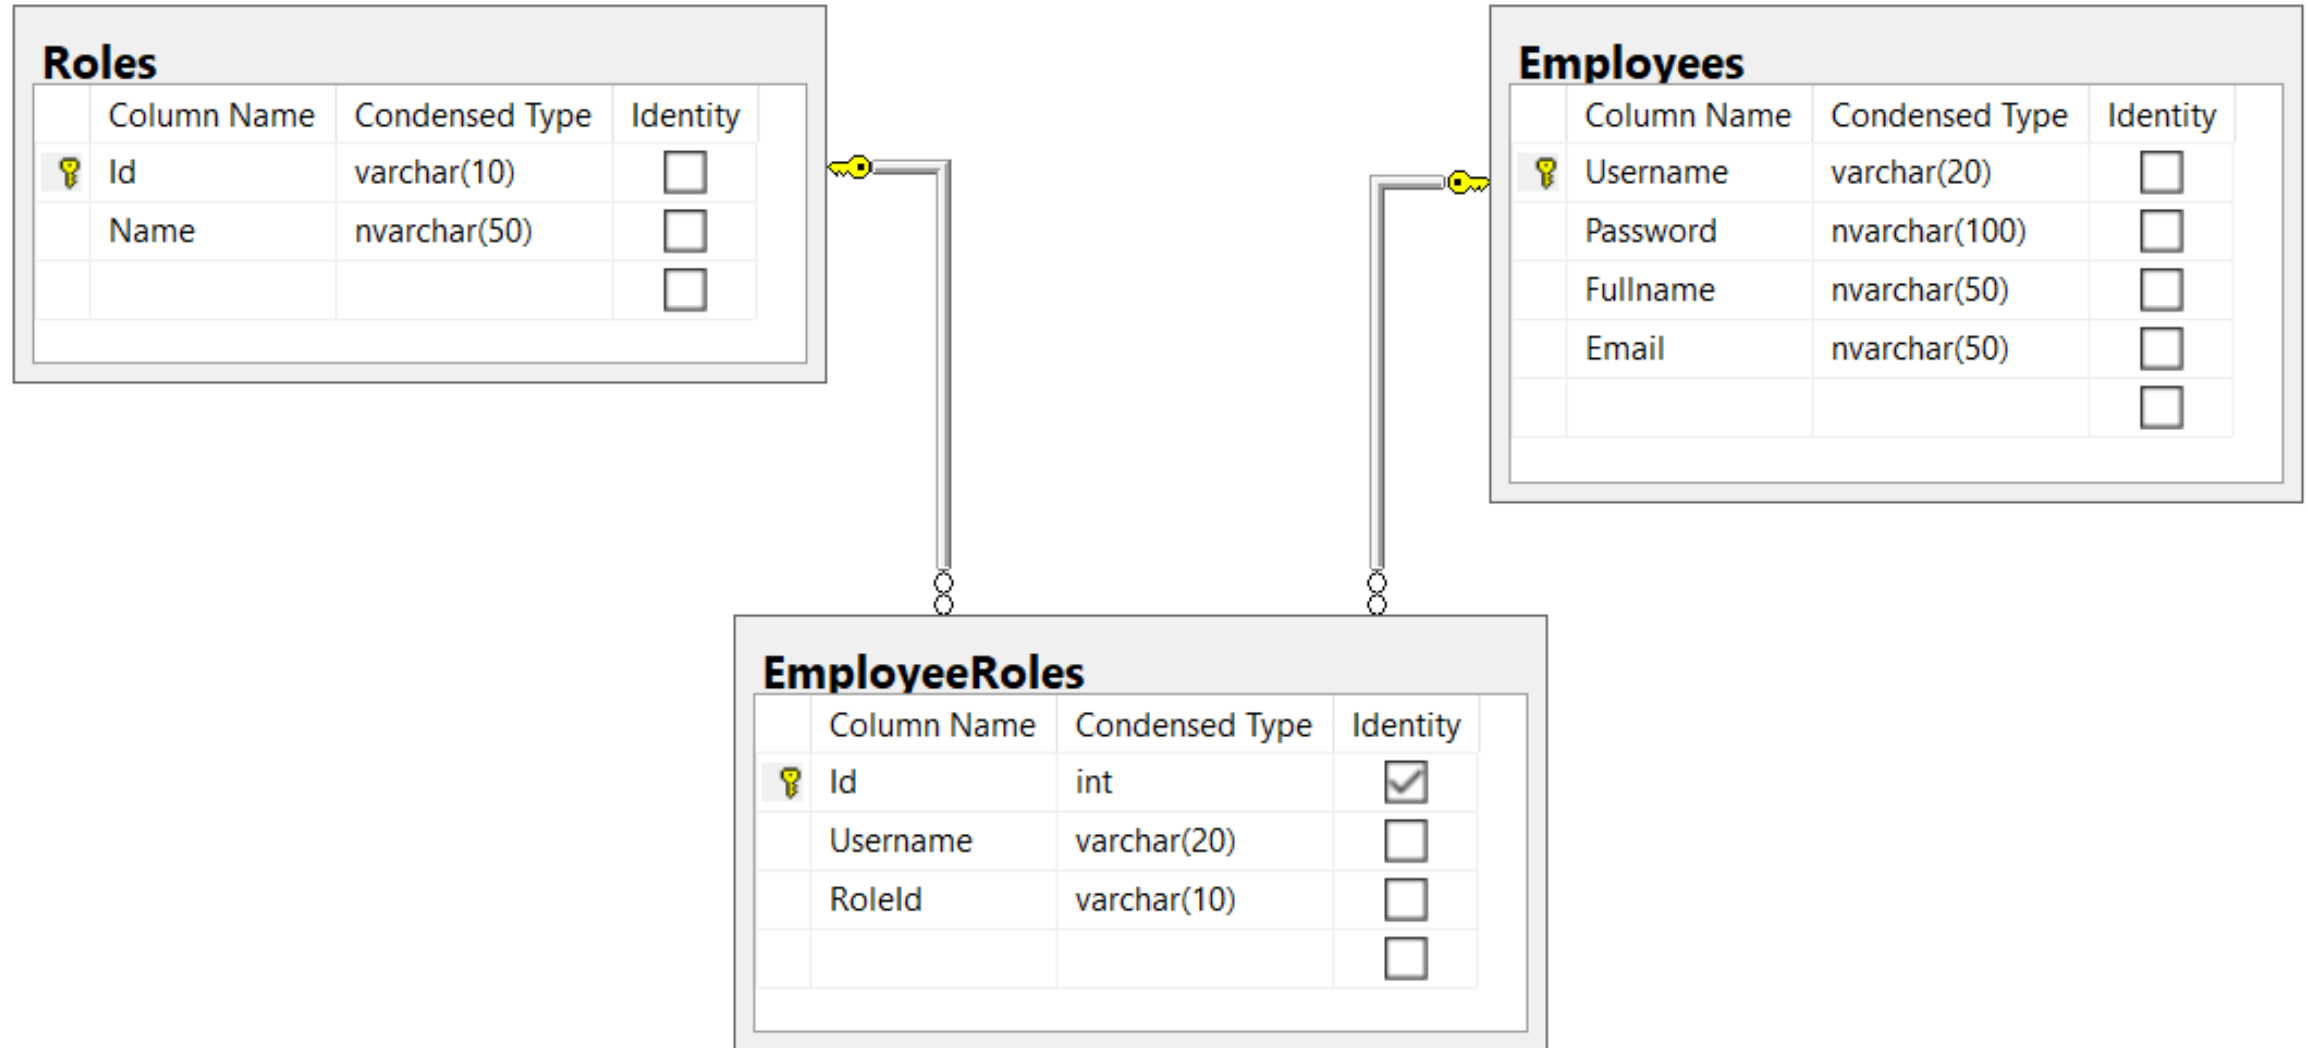 Roles
Column Name Condensed Type Identity
Id varchar(10)
Name nvarchar(50)
Employees
Column Name Condensed Type Identity
Username varchar(20)
Password nvarchar(100)
Fullname nvarchar(50)
Email nvarchar(50)
EmployeeRoles
Column Name Condensed Type Identity
Id int
Username varchar(20)
RoleId varchar(10)